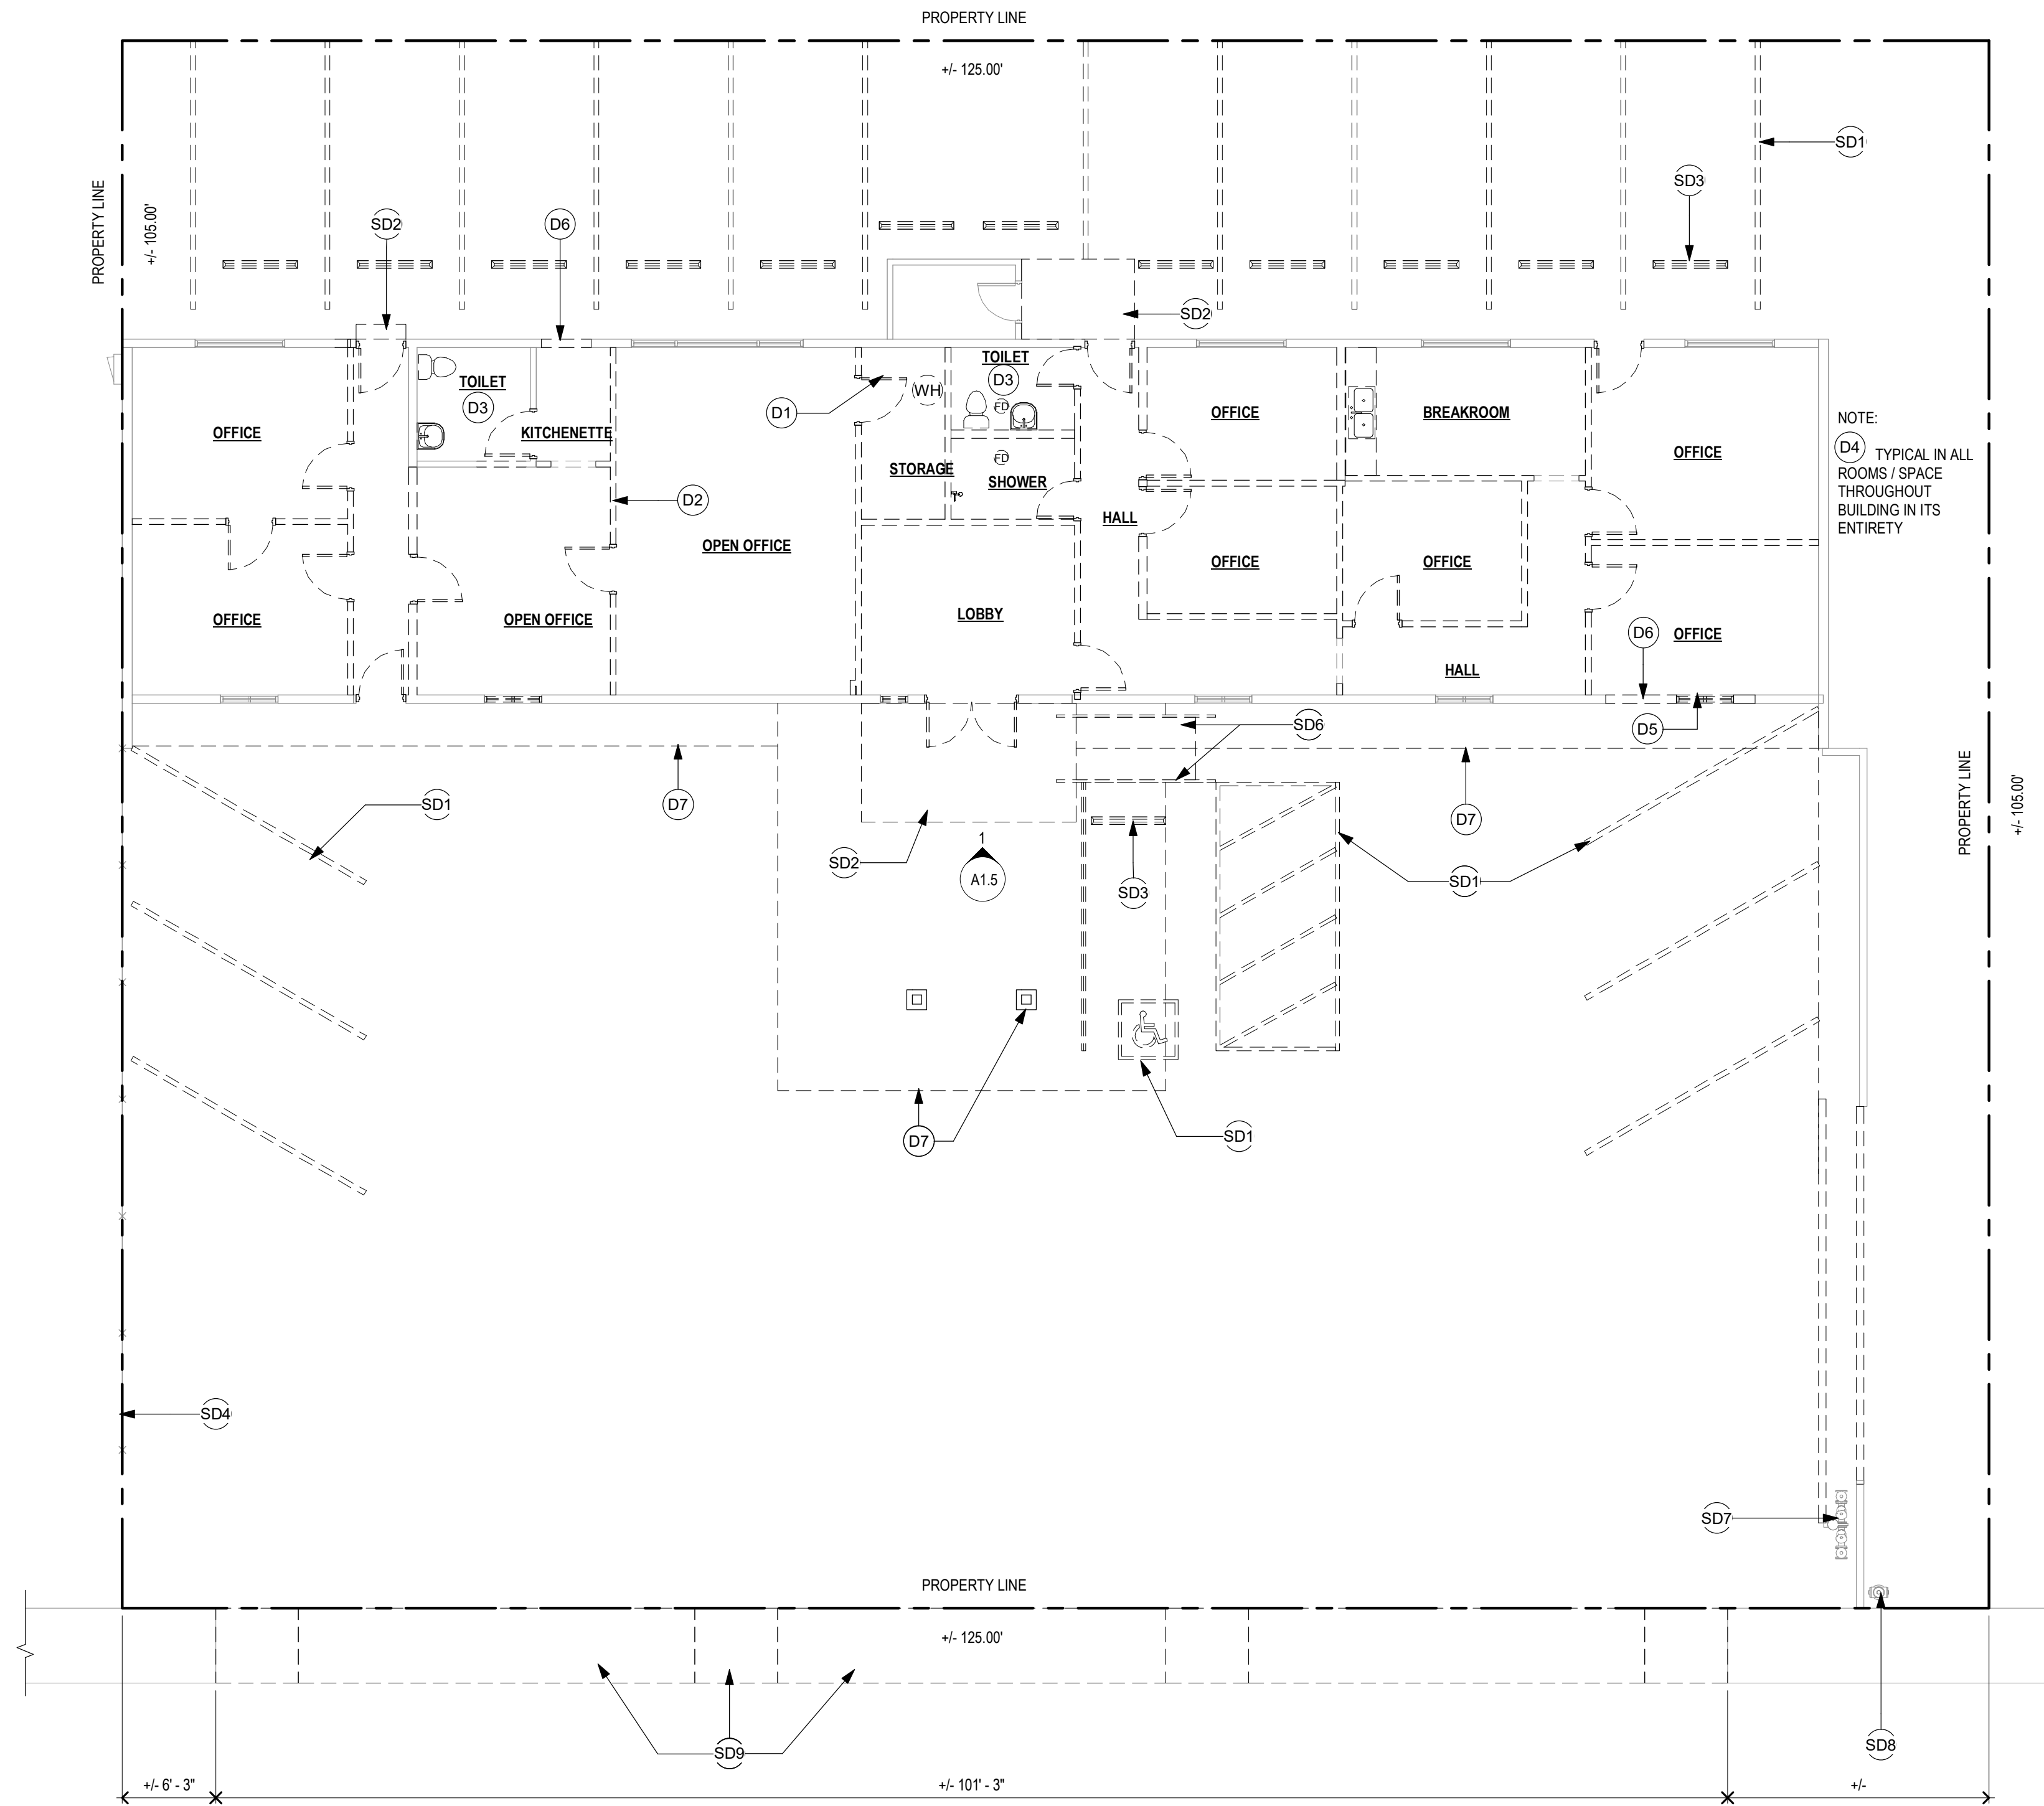 PROPERTY LINE
+/- 125.00'
SD1
SD3
PROPERTY LINE
+/- 105.00'
SD2
D6
SD2
TOILET
D3
TOILET
D3
D1
WH
FD
OFFICE
KITCHENETTE
OFFICE
BREAKROOM
OFFICE
NOTE:
D4 TYPICAL IN ALL
ROOMS / SPACE
THROUGHOUT
BUILDING IN ITS
ENTIRETY
STORAGE
FD
SHOWER
D2
HALL
OPEN OFFICE
OFFICE
OFFICE
OFFICE
OPEN OFFICE
LOBBY
D6
OFFICE
HALL
SD6
D5
PROPERTY LINE
+/- 105.00'
SD1
D7
D7
1
A1.5
SD2
SD3
SD1
D7
SD1
SD4
SD7
PROPERTY LINE
+/- 125.00'
SD9
SD8
+/- 6' - 3"
+/- 101' - 3"
+/-